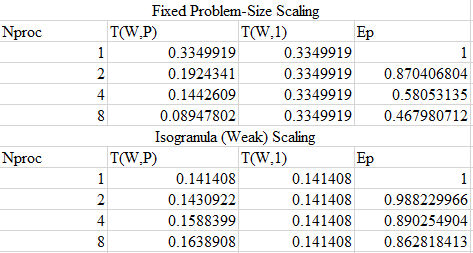 Fixed Problem-Size Scaling
Nproc T(W,P) T(W,1) Ep
1 0.3349919 0.3349919 1
2 0.1924341 0.3349919 0.870406804
4 0.1442609 0.3349919 0.58053135
8 0.08947802 0.3349919 0.467980712
Isogranula (Weak) Scaling
Nproc T(W,P) T(W,1) Ep
1 0.141408 0.141408 1
2 0.1430922 0.141408 0.988229966
4 0.1588399 0.141408 0.890254904
8 0.1638908 0.141408 0.862818413